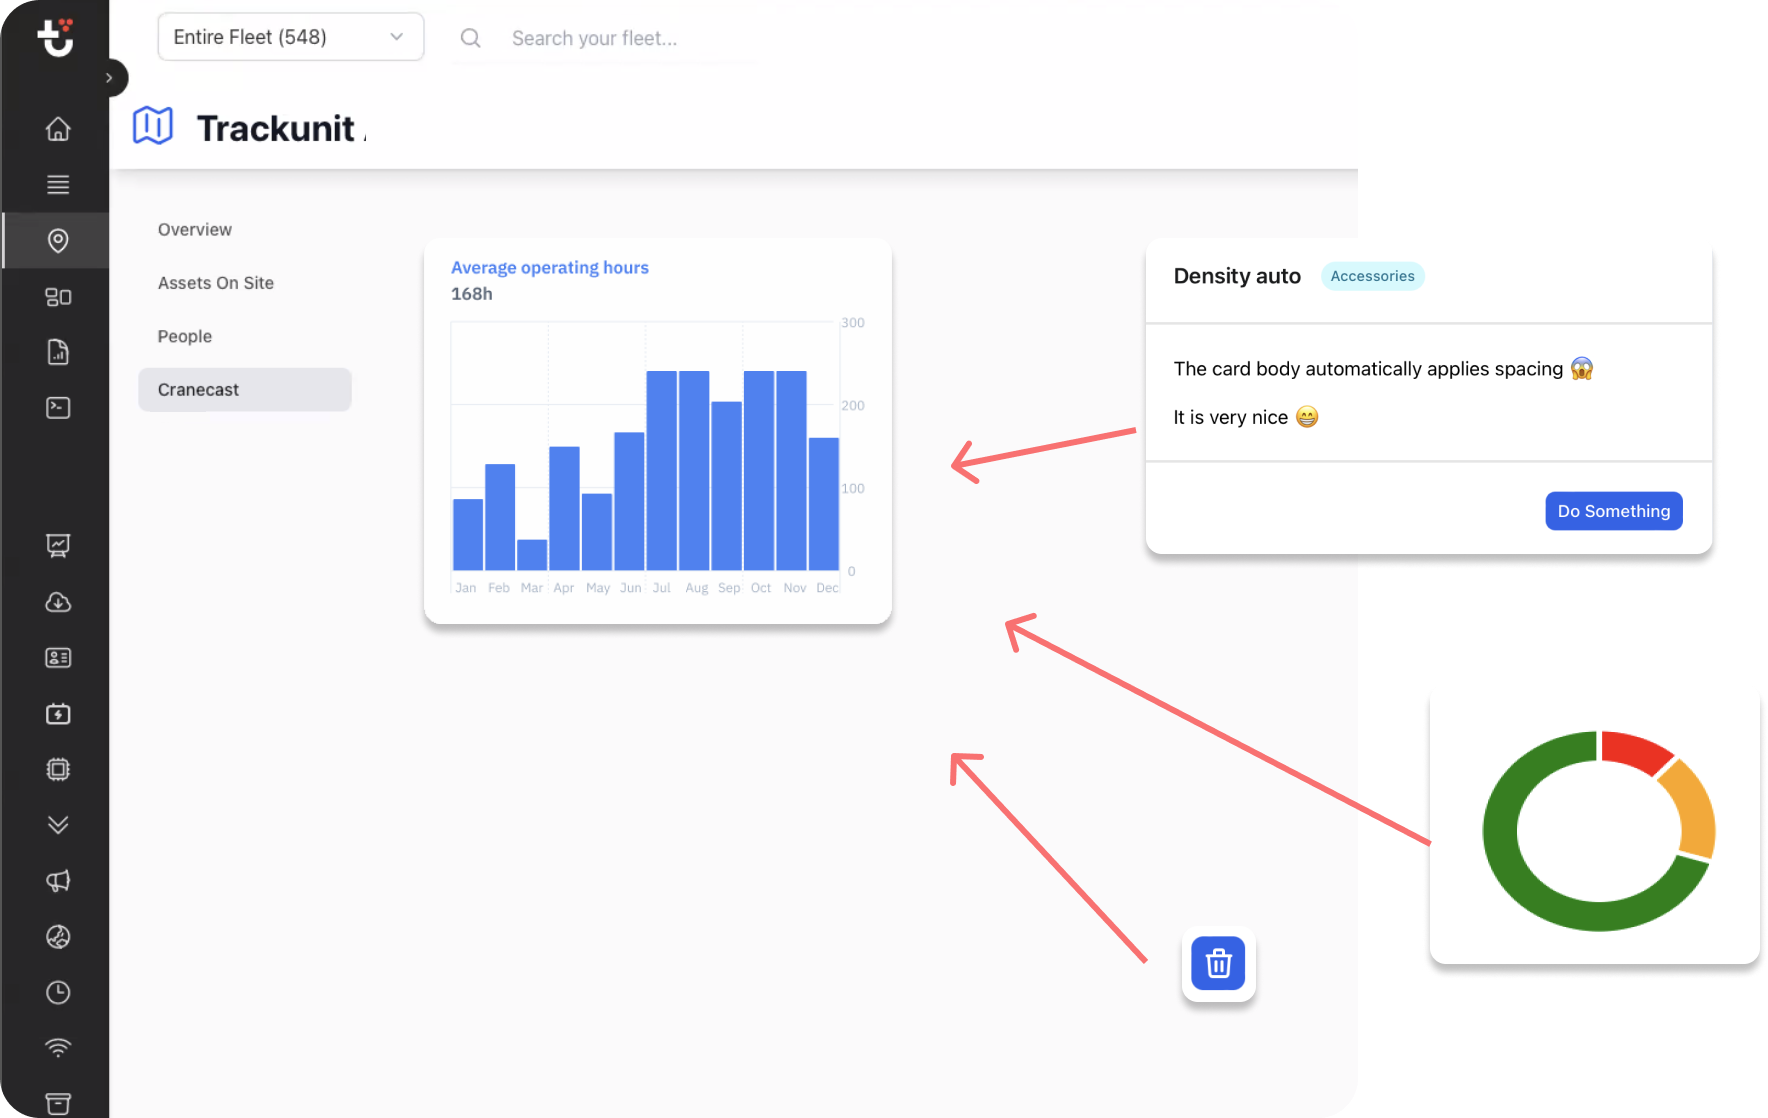 Entire Fleet (548)
Search your fleet...
Trackunit
Overview
Assets On Site
People
Cranecast
Average operating hours
168h
300
200
100
0
Jan Feb Mar Apr May Jun Jul Aug Sep Oct Nov Dec
Density auto Accessories
The card body automatically applies spacing 😱
It is very nice 😁
Do Something